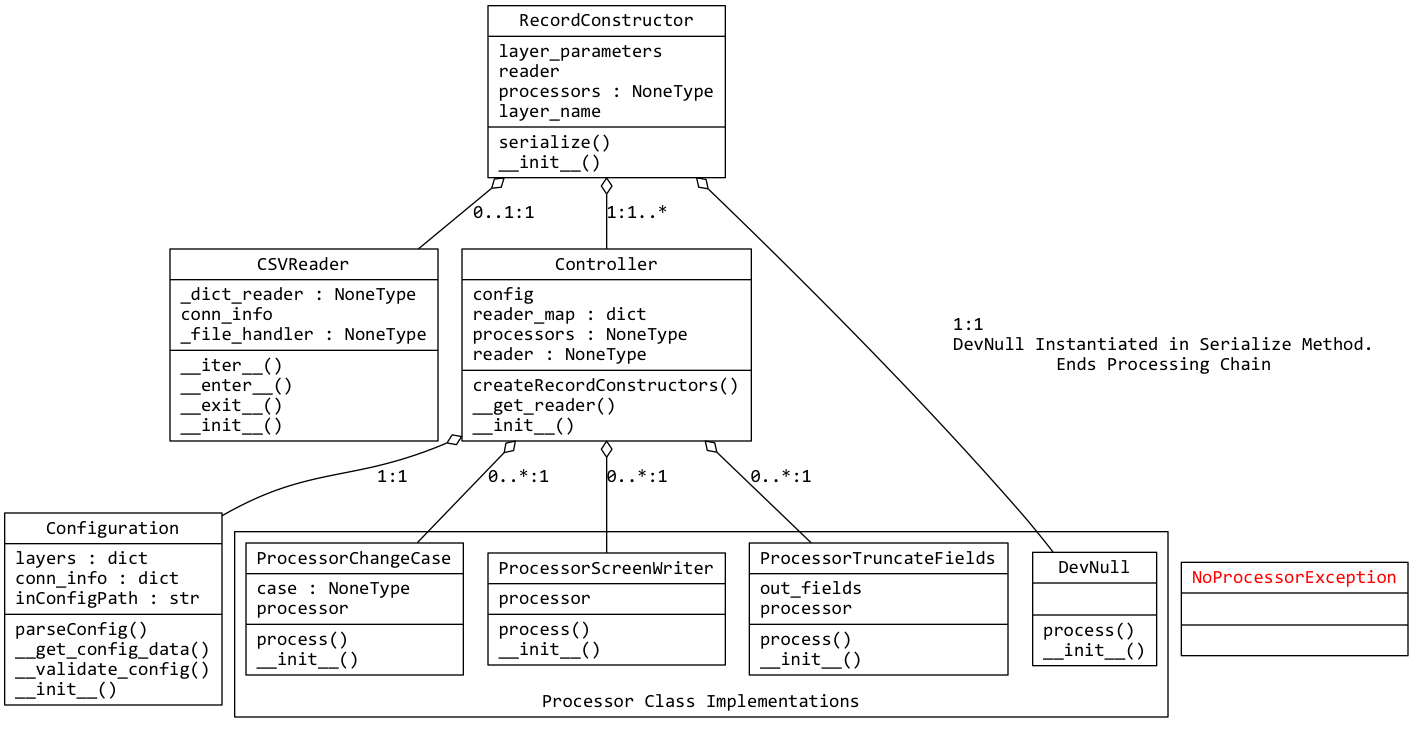 RecordConstructor
layer_parameters
reader
processors : NoneType
layer_name
serialize()
__init__()
0..1:1
1:1..*
CSVReader
_dict_reader : NoneType
conn_info
_file_handler : NoneType
__iter__()
__enter__()
__exit__()
__init__()
Controller
config
reader_map : dict
processors : NoneType
reader : NoneType
createRecordConstructors()
__get_reader()
__init__()
1:1
DevNull Instantiated in Serialize Method.
Ends Processing Chain
1:1
0..*:1
0..*:1
0..*:1
Configuration
layers : dict
conn_info : dict
inConfigPath : str
parseConfig()
__get_config_data()
__validate_config()
__init__()
ProcessorChangeCase
case : NoneType
processor
process()
__init__()
ProcessorScreenWriter
processor
process()
__init__()
ProcessorTruncateFields
out_fields
processor
process()
__init__()
DevNull
process()
__init__()
NoProcessorException
Processor Class Implementations